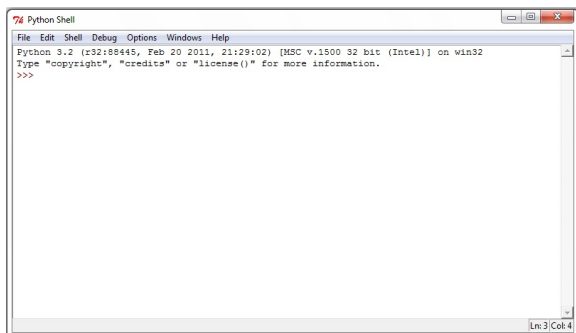 Python Shell
File Edit Shell Debug Options Windows Help
Python 3.2 (r32:88445, Feb 20 2011, 21:29:02) [MSC v.1500 32 bit (Intel)] on win32
Type "copyright", "credits" or "license()" for more information.
>>>
Ln: 3 Col: 4